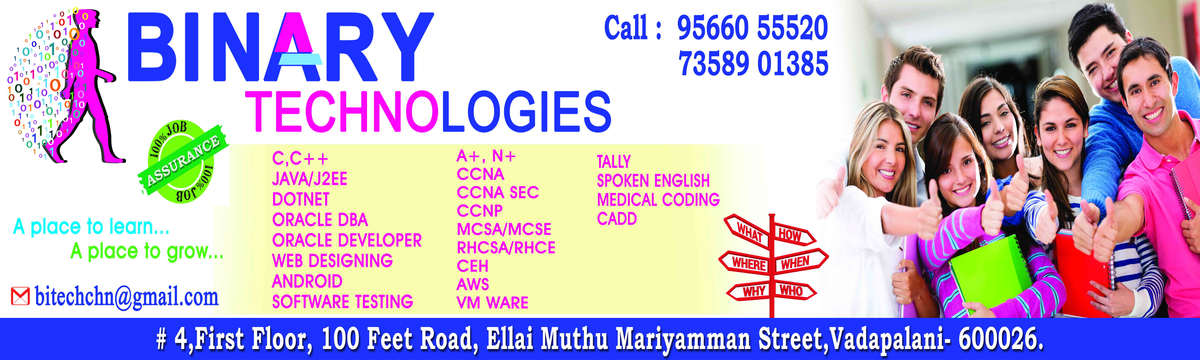 BINARY
TECHNOLOGIES
Call : 95660 55520
73589 01385
100% JOB
ASSURANCE
100% JOB
A place to learn...
A place to grow...
bitechchn@gmail.com
C,C++
JAVA/J2EE
DOTNET
ORACLE DBA
ORACLE DEVELOPER
WEB DESIGNING
ANDROID
SOFTWARE TESTING
A+, N+
CCNA
CCNA SEC
CCNP
MCSA/MCSE
RHCSA/RHCE
CEH
AWS
VM WARE
TALLY
SPOKEN ENGLISH
MEDICAL CODING
CADD
WHAT
HOW
WHERE
WHEN
WHY
WHO
# 4,First Floor, 100 Feet Road, Ellai Muthu Mariyamman Street,Vadapalani- 600026.